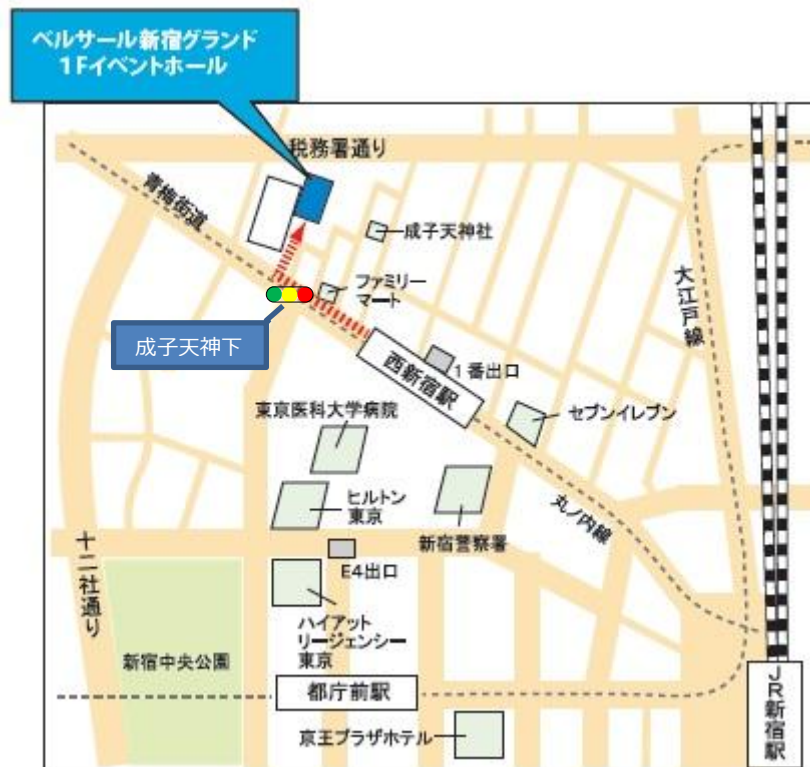 ベルサール新宿グランド
1Fイベントホール
税務署通り
青梅街道
成子天神社
ファミリー
マート
大江戸線
成子天神下
西新宿駅
1番出口
セブンイレブン
東京医科大学病院
ヒルトン
東京
新宿警察署
丸ノ内線
十二社通り
E4出口
ハイアット
リージェンシー
東京
新宿中央公園
都庁前駅
JR新宿駅
京王プラザホテル